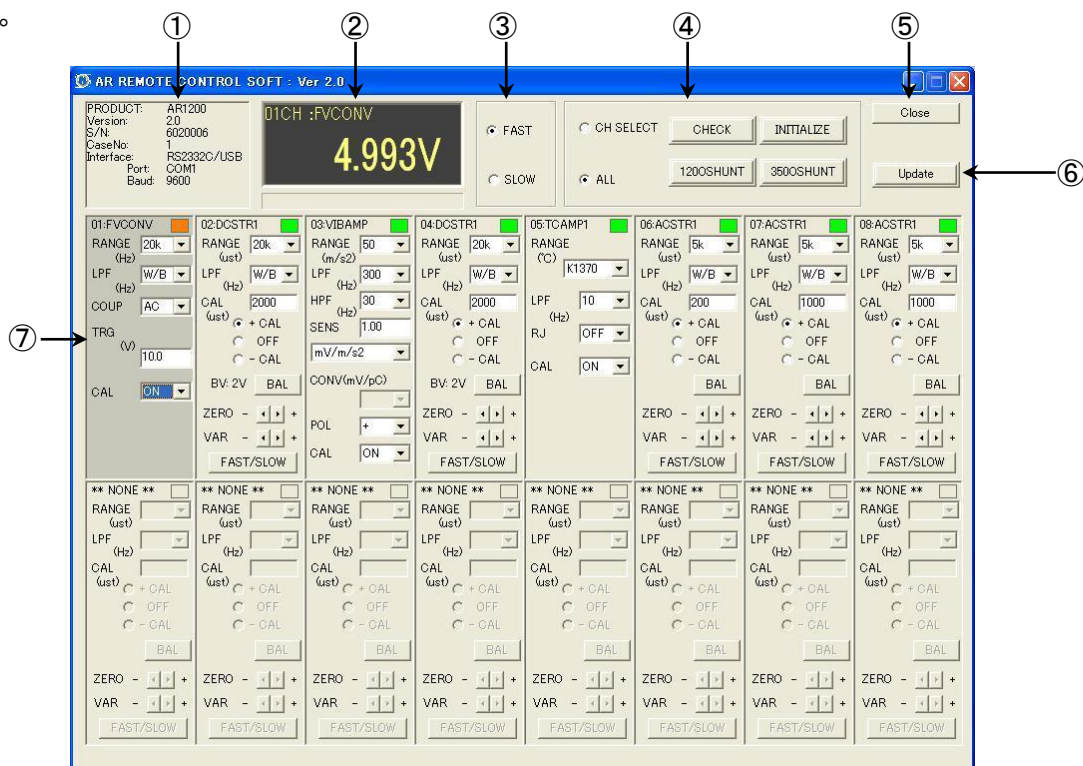 ° ① ② ③ ④ ⑤
AR REMOTE CONTROL SOFT : Ver 2.0
PRODUCT: AR1200
Version: 2.0
S/N: 6020006
CaseNo: 1
Interface: RS232C/USB
Port: COM1
Baud: 9600
01CH :FVCONV
4.993V
FAST
SLOW
CH SELECT CHECK INITIALIZE
ALL 120OSHUNT 350OSHUNT
Close
Update ⑥
⑦
01:FVCONV
RANGE 20k
(Hz)
LPF W/B
(Hz)
COUP AC
TRG
(V)
10.0
CAL ON
02:DCSTR1
RANGE 20k
(ust)
LPF W/B
(Hz)
CAL 2000
(ust) + CAL
OFF
- CAL
BV: 2V BAL
ZERO - +
VAR - +
FAST/SLOW
03:VIBAMP
RANGE 50
(m/s2)
LPF 300
(Hz)
HPF 30
(Hz)
SENS 1.00
mV/m/s2
CONV(mV/pC)
POL +
CAL ON
04:DCSTR1
RANGE 20k
(ust)
LPF W/B
(Hz)
CAL 2000
(ust) + CAL
OFF
- CAL
BV: 2V BAL
ZERO - +
VAR - +
FAST/SLOW
05:TCAMP1
RANGE
(℃)
K1370
LPF 10
(Hz)
RJ OFF
CAL ON
06:ACSTR1
RANGE 5k
(ust)
LPF W/B
(Hz)
CAL 200
(ust) + CAL
OFF
- CAL
BAL
ZERO - +
VAR - +
FAST/SLOW
07:ACSTR1
RANGE 5k
(ust)
LPF W/B
(Hz)
CAL 1000
(ust) + CAL
OFF
- CAL
BAL
ZERO - +
VAR - +
FAST/SLOW
08:ACSTR1
RANGE 5k
(ust)
LPF W/B
(Hz)
CAL 1000
(ust) + CAL
OFF
- CAL
BAL
ZERO - +
VAR - +
FAST/SLOW
** NONE **
RANGE
(ust)
LPF
(Hz)
CAL
(ust) + CAL
OFF
- CAL
BAL
ZERO - +
VAR - +
FAST/SLOW
** NONE **
RANGE
(ust)
LPF
(Hz)
CAL
(ust) + CAL
OFF
- CAL
BAL
ZERO - +
VAR - +
FAST/SLOW
** NONE **
RANGE
(ust)
LPF
(Hz)
CAL
(ust) + CAL
OFF
- CAL
BAL
ZERO - +
VAR - +
FAST/SLOW
** NONE **
RANGE
(ust)
LPF
(Hz)
CAL
(ust) + CAL
OFF
- CAL
BAL
ZERO - +
VAR - +
FAST/SLOW
** NONE **
RANGE
(ust)
LPF
(Hz)
CAL
(ust) + CAL
OFF
- CAL
BAL
ZERO - +
VAR - +
FAST/SLOW
** NONE **
RANGE
(ust)
LPF
(Hz)
CAL
(ust) + CAL
OFF
- CAL
BAL
ZERO - +
VAR - +
FAST/SLOW
** NONE **
RANGE
(ust)
LPF
(Hz)
CAL
(ust) + CAL
OFF
- CAL
BAL
ZERO - +
VAR - +
FAST/SLOW
** NONE **
RANGE
(ust)
LPF
(Hz)
CAL
(ust) + CAL
OFF
- CAL
BAL
ZERO - +
VAR - +
FAST/SLOW